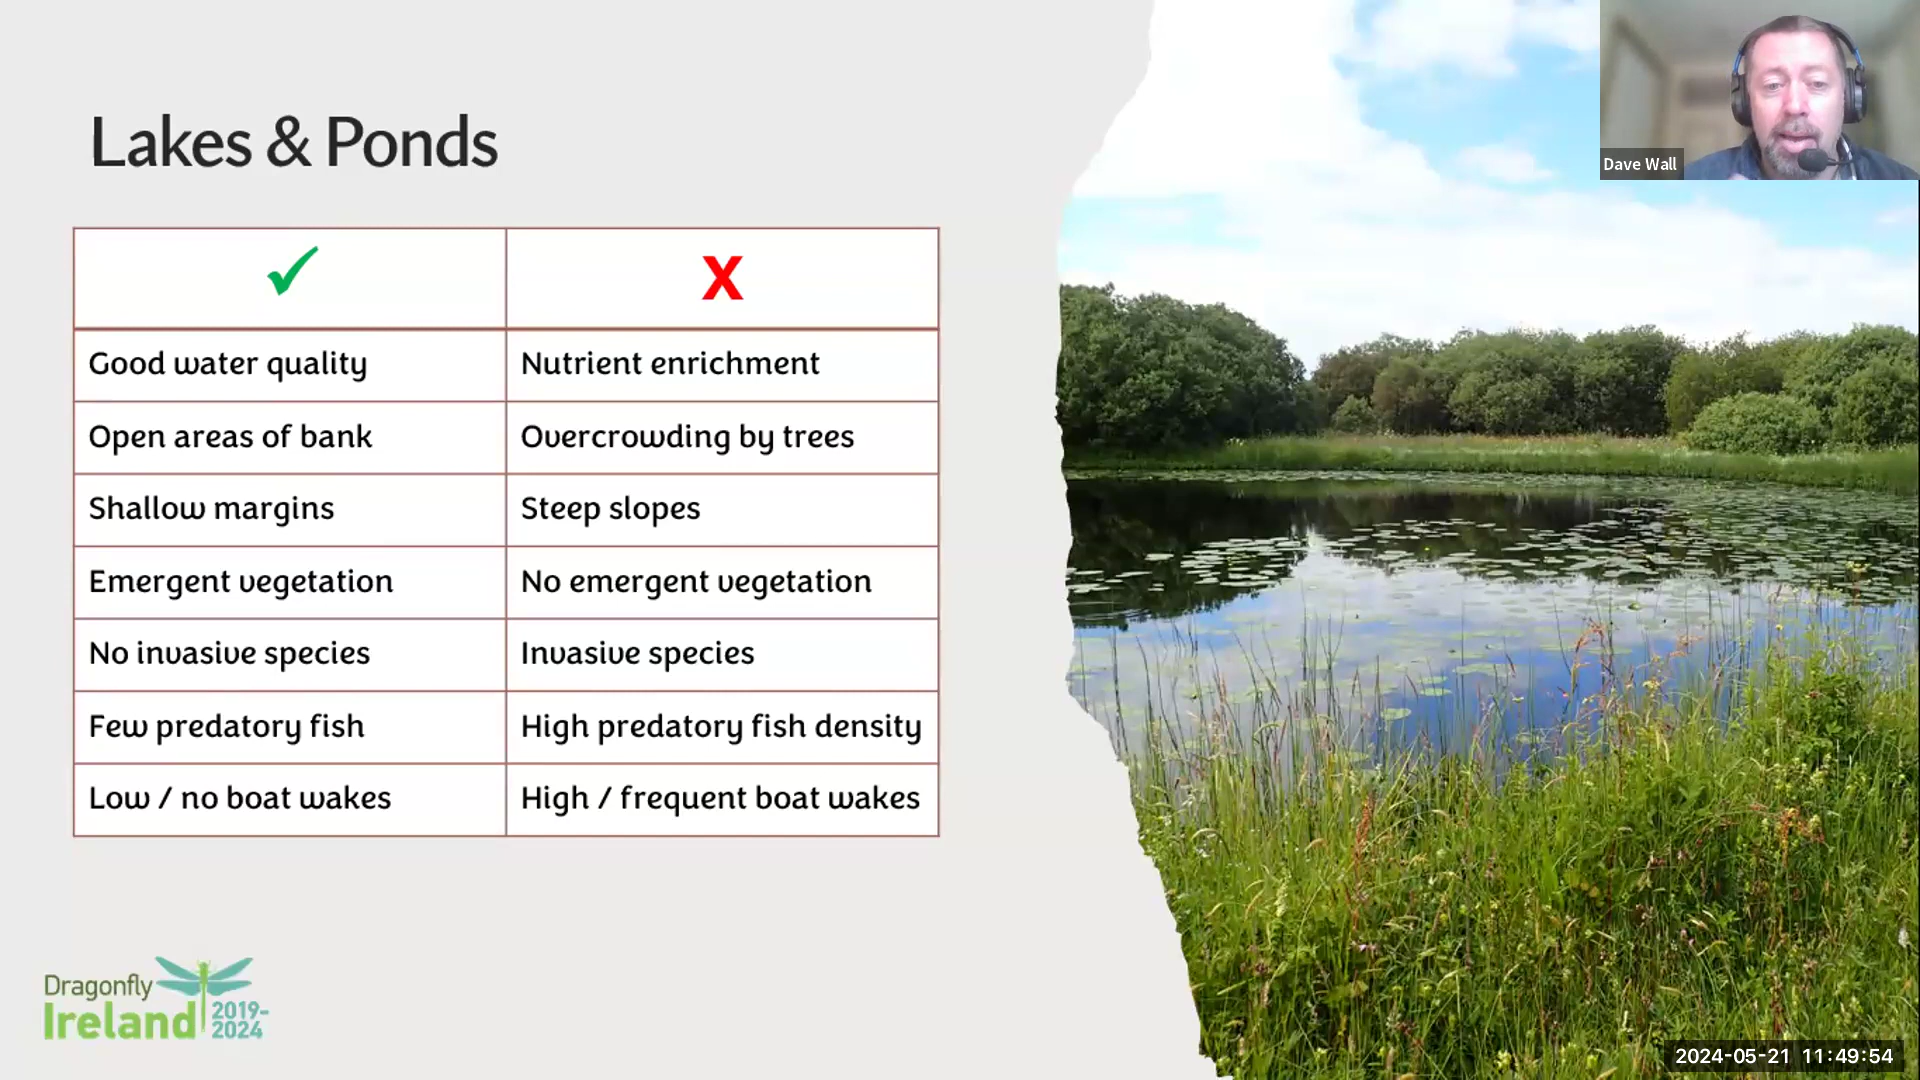 Lakes & Ponds
✓ X
Good water quality Nutrient enrichment
Open areas of bank Overcrowding by trees
Shallow margins Steep slopes
Emergent vegetation No emergent vegetation
No invasive species Invasive species
Few predatory fish High predatory fish density
Low / no boat wakes High / frequent boat wakes
Dave Wall
Dragonfly
Ireland 2019-
2024
2024-05-21 11:49:54